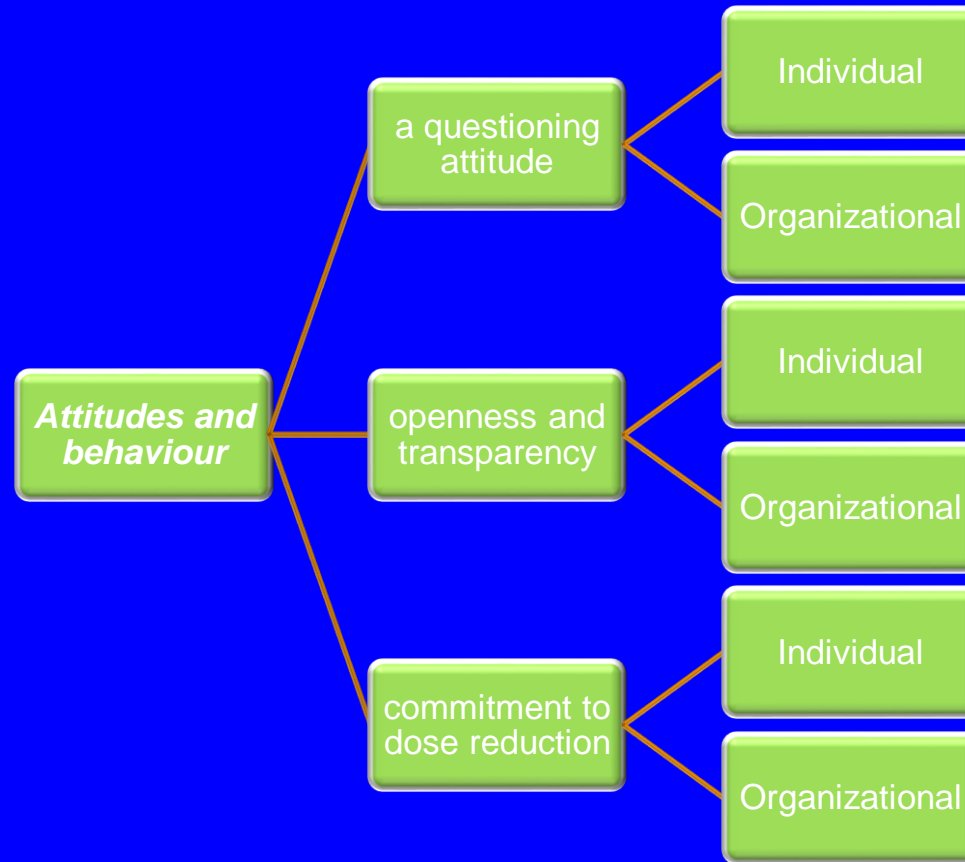 Attitudes and
behaviour
a questioning
attitude
Individual
Organizational
openness and
transparency
Individual
Organizational
commitment to
dose reduction
Individual
Organizational